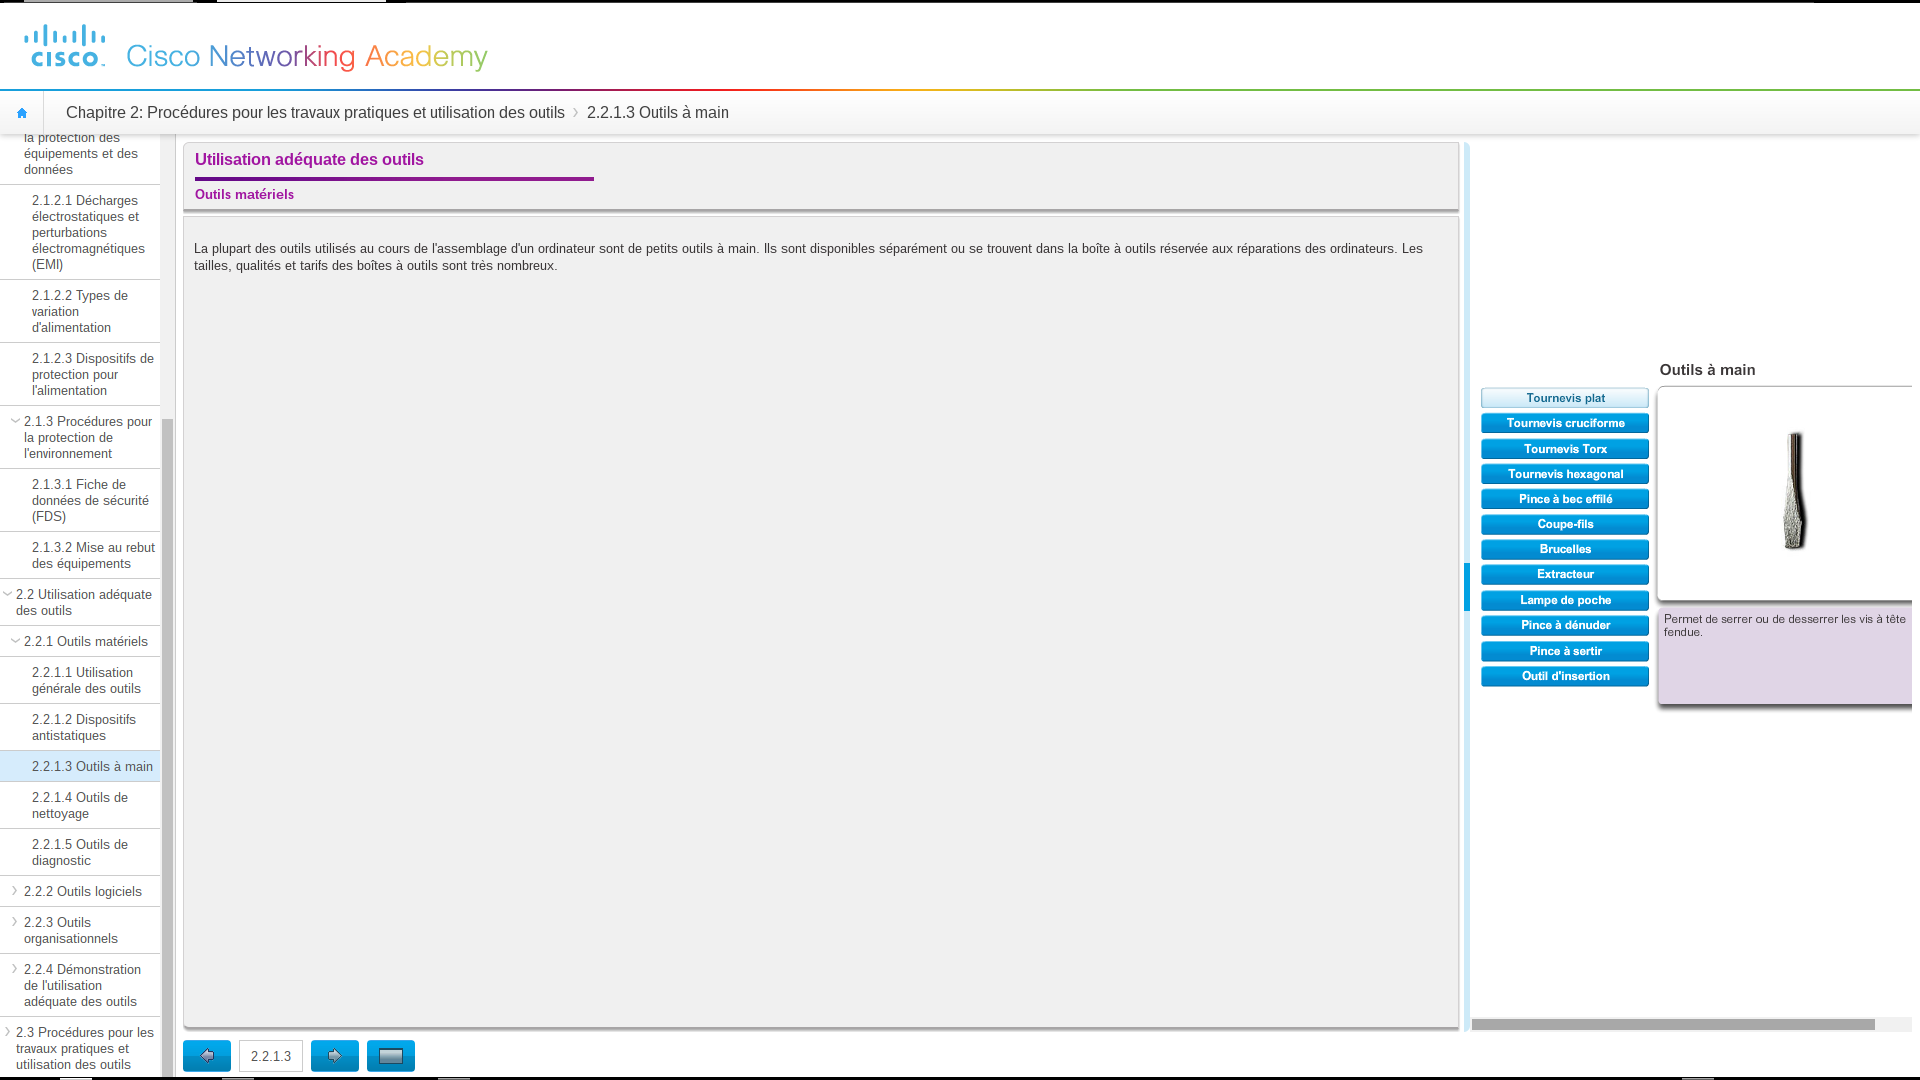 cisco
Cisco Networking Academy
Chapitre 2: Procédures pour les travaux pratiques et utilisation des outils
2.2.1.3 Outils à main
la protection des
équipements et des
données
2.1.2.1 Décharges
électrostatiques et
perturbations
électromagnétiques
(EMI)
2.1.2.2 Types de
variation
d'alimentation
2.1.2.3 Dispositifs de
protection pour
l'alimentation
2.1.3 Procédures pour
la protection de
l'environnement
2.1.3.1 Fiche de
données de sécurité
(FDS)
2.1.3.2 Mise au rebut
des équipements
2.2 Utilisation adéquate
des outils
2.2.1 Outils matériels
2.2.1.1 Utilisation
générale des outils
2.2.1.2 Dispositifs
antistatiques
2.2.1.3 Outils à main
2.2.1.4 Outils de
nettoyage
2.2.1.5 Outils de
diagnostic
2.2.2 Outils logiciels
2.2.3 Outils
organisationnels
2.2.4 Démonstration
de l'utilisation
adéquate des outils
2.3 Procédures pour les
travaux pratiques et
utilisation des outils
Utilisation adéquate des outils
Outils matériels
La plupart des outils utilisés au cours de l'assemblage d'un ordinateur sont de petits outils à main. Ils sont disponibles séparément ou se trouvent dans la boîte à outils réservée aux réparations des ordinateurs. Les
tailles, qualités et tarifs des boîtes à outils sont très nombreux.
2.2.1.3
Outils à main
Tournevis plat
Tournevis cruciforme
Tournevis Torx
Tournevis hexagonal
Pince à bec effilé
Coupe-fils
Brucelles
Extracteur
Lampe de poche
Pince à dénuder
Pince à sertir
Outil d'insertion
Permet de serrer ou de desserrer les vis à tête
fendue.